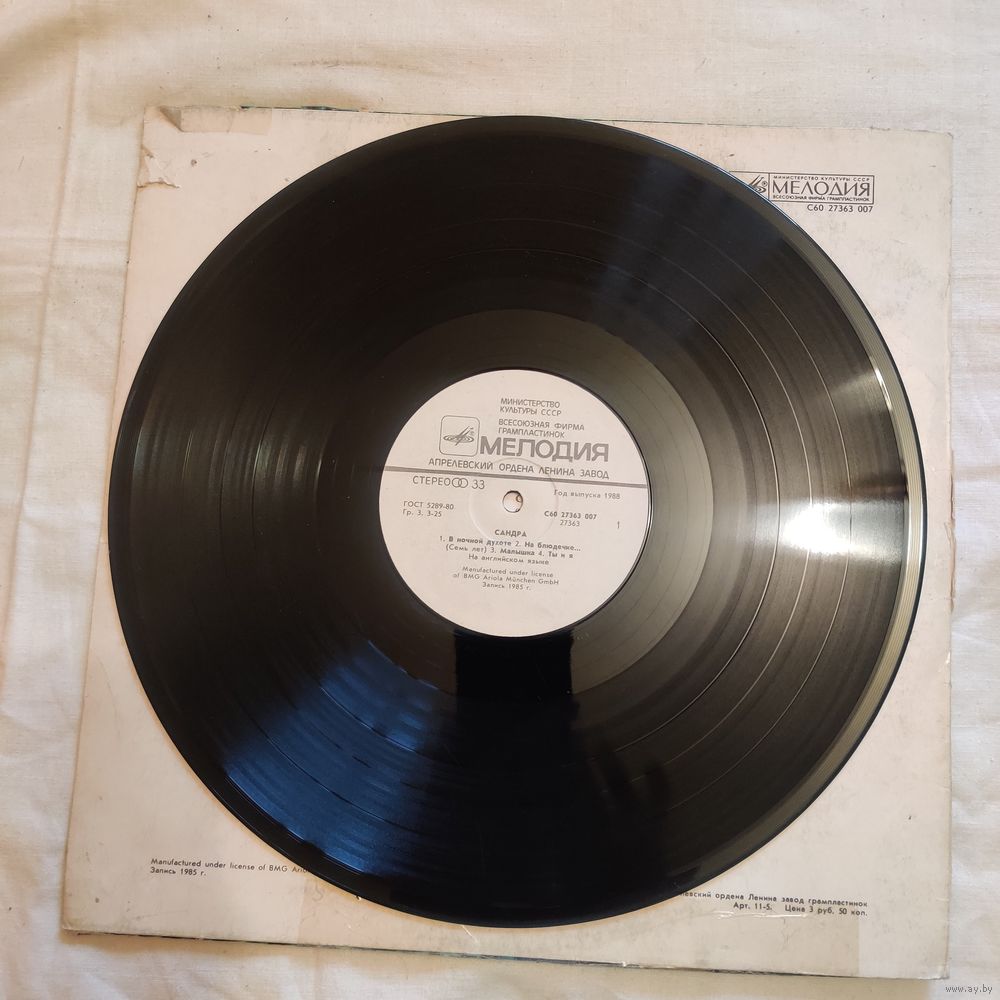 МИНИСТЕРСТВО КУЛЬТУРЫ СССР
МЕЛОДИЯ
ВСЕСОЮЗНАЯ ФИРМА ГРАМПЛАСТИНОК
С60 27363 007
МИНИСТЕРСТВО
КУЛЬТУРЫ СССР
ВСЕСОЮЗНАЯ ФИРМА
ГРАМПЛАСТИНОК
МЕЛОДИЯ
АПРЕЛЕВСКИЙ ОРДЕНА ЛЕНИНА ЗАВОД
СТЕРЕО 33
Год выпуска 1988
ГОСТ 5289-80
Гр. 3. 3-25
С60 27363 007
27363
1
САНДРА
1. В ночной духоте 2. На блюдечке...
(Семь лет) 3. Малышка 4. Ты и я
На английском языке
Manufactured under license
of BMG Ariola München GmbH
Запись 1985 г.
Manufactured under license of BMG
Запись 1985 г.
ордена Ленина завод грампластинок
Арт. 11-5. Цена 3 руб. 50 коп.
www.ay.by